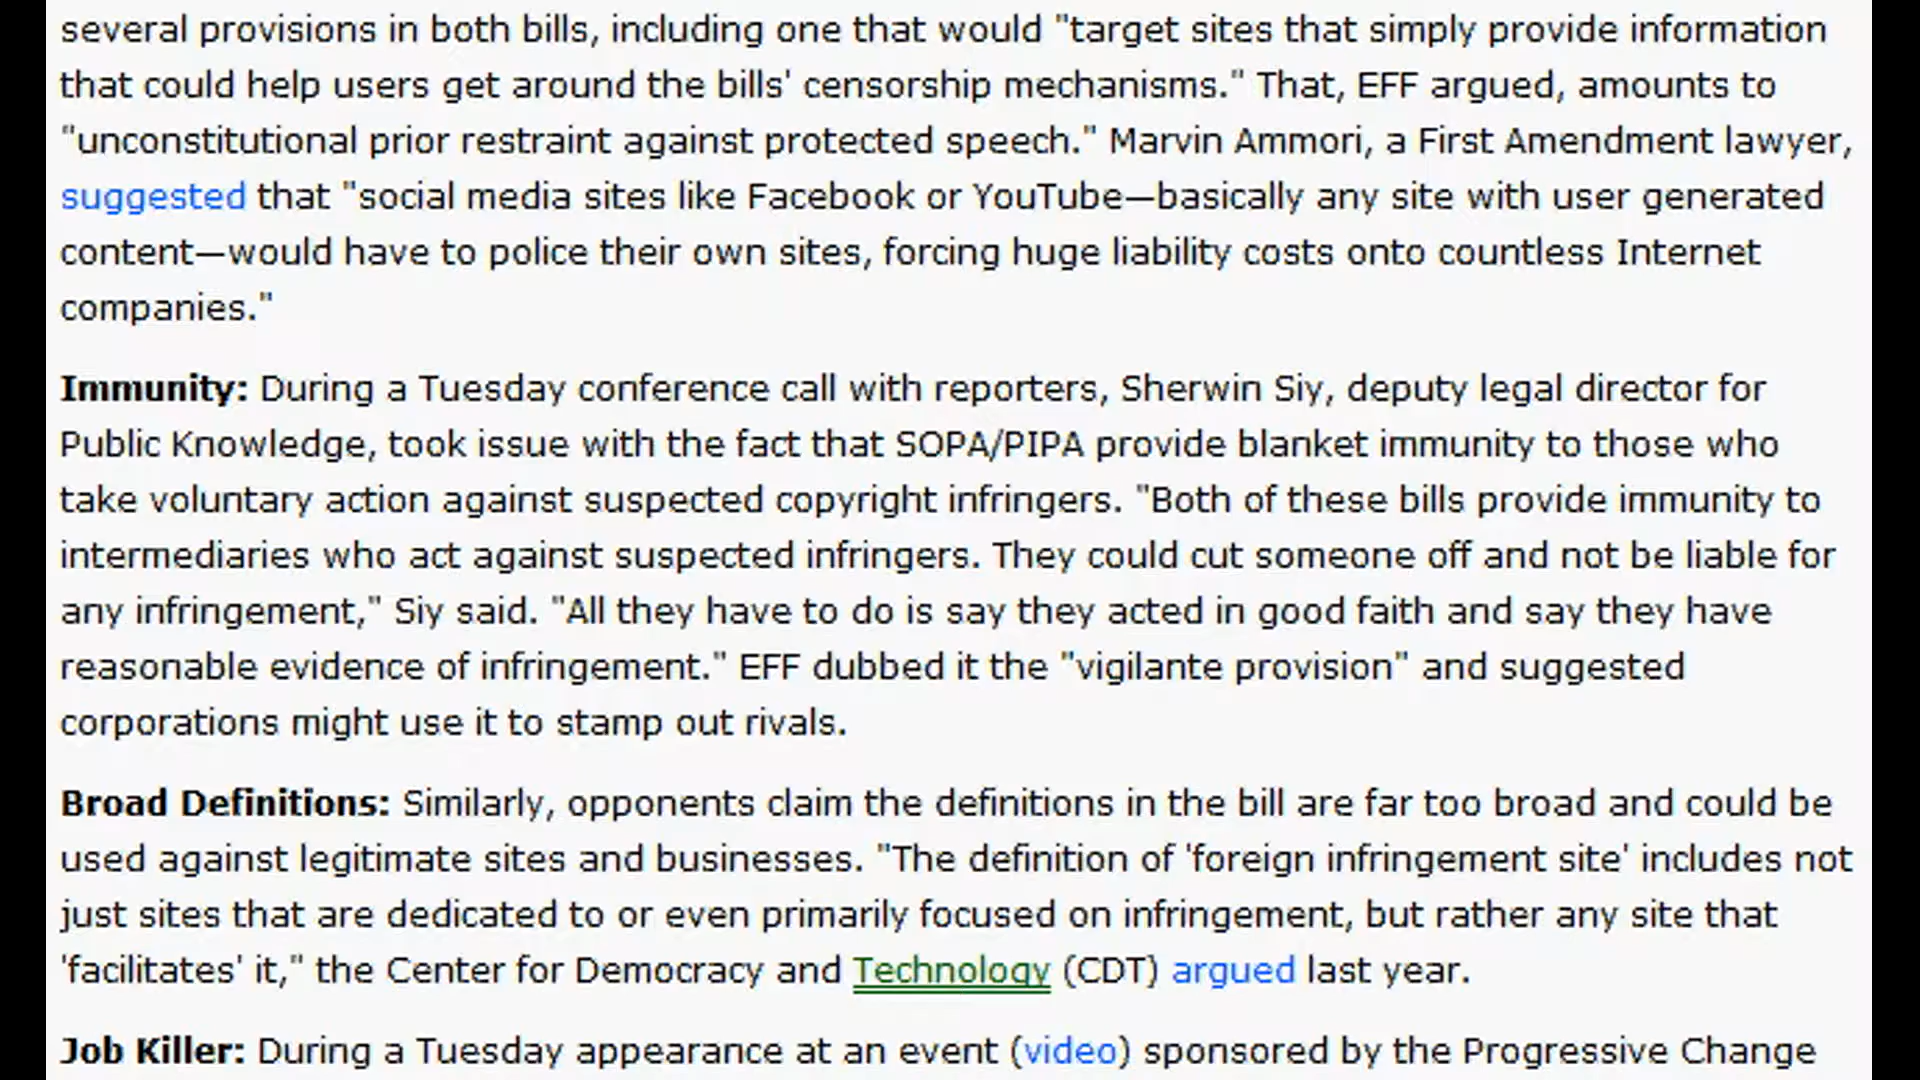 several provisions in both bills, including one that would "target sites that simply provide information
that could help users get around the bills' censorship mechanisms." That, EFF argued, amounts to
"unconstitutional prior restraint against protected speech." Marvin Ammori, a First Amendment lawyer,
suggested that "social media sites like Facebook or YouTube—basically any site with user generated
content—would have to police their own sites, forcing huge liability costs onto countless Internet
companies."
Immunity: During a Tuesday conference call with reporters, Sherwin Siy, deputy legal director for
Public Knowledge, took issue with the fact that SOPA/PIPA provide blanket immunity to those who
take voluntary action against suspected copyright infringers. "Both of these bills provide immunity to
intermediaries who act against suspected infringers. They could cut someone off and not be liable for
any infringement," Siy said. "All they have to do is say they acted in good faith and say they have
reasonable evidence of infringement." EFF dubbed it the "vigilante provision" and suggested
corporations might use it to stamp out rivals.
Broad Definitions: Similarly, opponents claim the definitions in the bill are far too broad and could be
used against legitimate sites and businesses. "The definition of 'foreign infringement site' includes not
just sites that are dedicated to or even primarily focused on infringement, but rather any site that
'facilitates' it," the Center for Democracy and Technology (CDT) argued last year.
Job Killer: During a Tuesday appearance at an event (video) sponsored by the Progressive Change